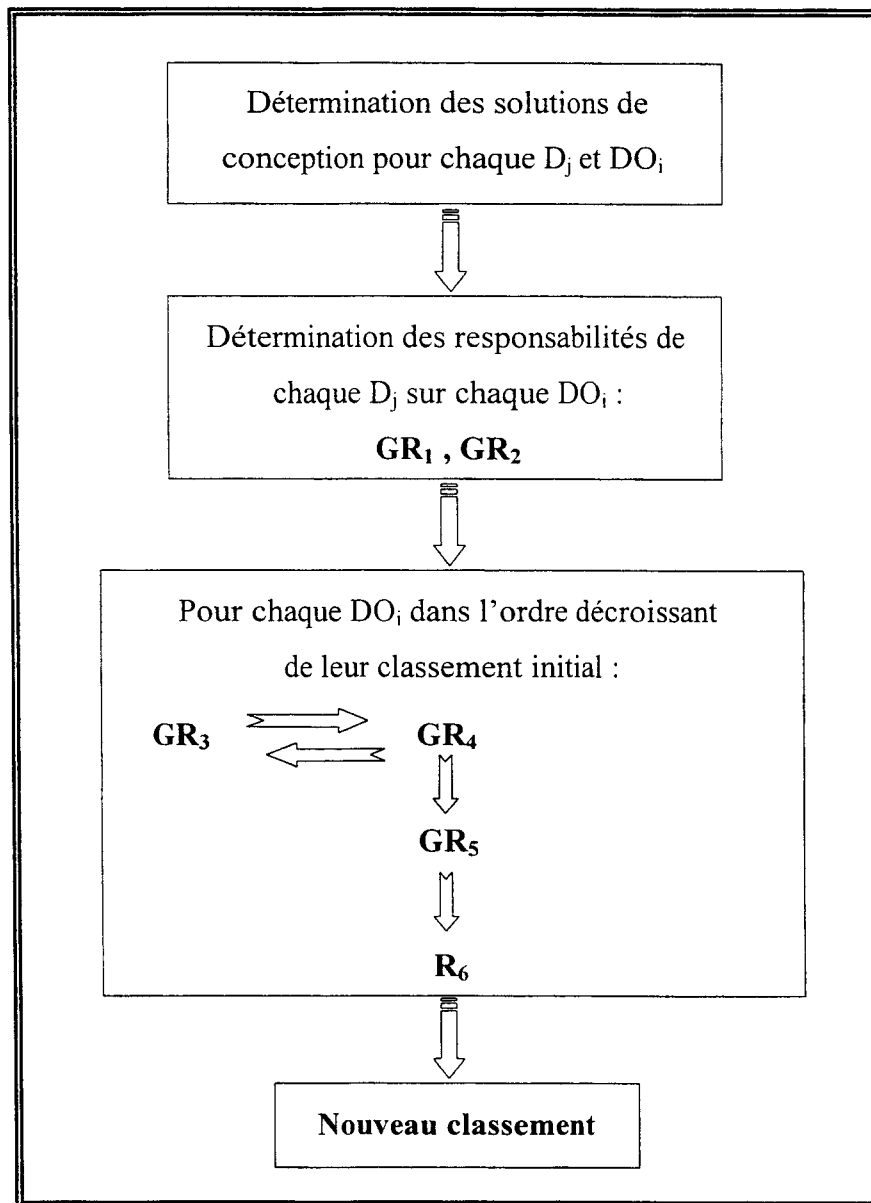 Détermination des solutions de
conception pour chaque Dj et DOi
Détermination des responsabilités de
chaque Dj sur chaque DOi :
GR1 , GR2
Pour chaque DOi dans l'ordre décroissant
de leur classement initial :
GR3 GR4
GR5
R6
Nouveau classement